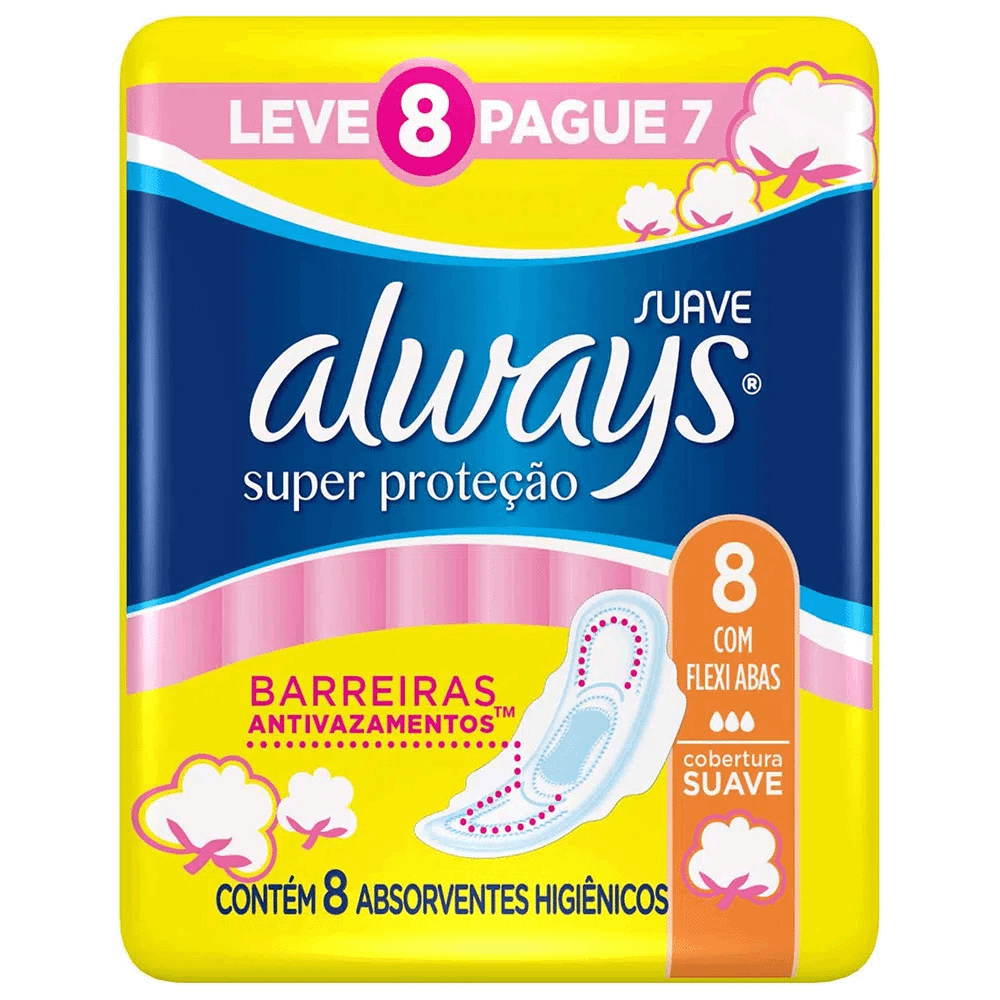 LEVE 8 PAGUE 7
SUAVE
always®
super proteção
8
COM
FLEXI ABAS
BARREIRAS
ANTIVAZAMENTOS™
cobertura
SUAVE
CONTÉM 8 ABSORVENTES HIGIÊNICOS